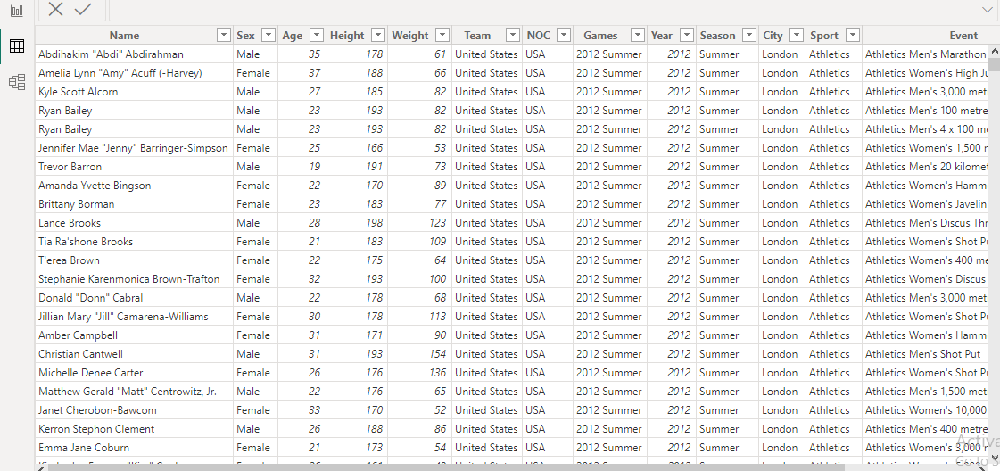 Name Sex Age Height Weight Team NOC Games Year Season City Sport Event
Abdihakim "Abdi" Abdirahman Male 35 178 61 United States USA 2012 Summer 2012 Summer London Athletics Athletics Men's Marathon
Amelia Lynn "Amy" Acuff (-Harvey) Female 37 188 66 United States USA 2012 Summer 2012 Summer London Athletics Athletics Women's High Ju
Kyle Scott Alcorn Male 27 185 82 United States USA 2012 Summer 2012 Summer London Athletics Athletics Men's 3,000 metr
Ryan Bailey Male 23 193 82 United States USA 2012 Summer 2012 Summer London Athletics Athletics Men's 100 metre
Ryan Bailey Male 23 193 82 United States USA 2012 Summer 2012 Summer London Athletics Athletics Men's 4 x 100 me
Jennifer Mae "Jenny" Barringer-Simpson Female 25 166 53 United States USA 2012 Summer 2012 Summer London Athletics Athletics Women's 1,500 m
Trevor Barron Male 19 191 73 United States USA 2012 Summer 2012 Summer London Athletics Athletics Men's 20 kilomet
Amanda Yvette Bingson Female 22 170 89 United States USA 2012 Summer 2012 Summer London Athletics Athletics Women's Hamm
Brittany Borman Female 23 183 77 United States USA 2012 Summer 2012 Summer London Athletics Athletics Women's Javelin
Lance Brooks Male 28 198 123 United States USA 2012 Summer 2012 Summer London Athletics Athletics Men's Discus Thr
Tia Ra'shone Brooks Female 21 183 109 United States USA 2012 Summer 2012 Summer London Athletics Athletics Women's Shot Pu
T'erea Brown Female 22 175 64 United States USA 2012 Summer 2012 Summer London Athletics Athletics Women's 400 me
Stephanie Karenmonica Brown-Trafton Female 32 193 100 United States USA 2012 Summer 2012 Summer London Athletics Athletics Women's Discus
Donald "Donn" Cabral Male 22 178 68 United States USA 2012 Summer 2012 Summer London Athletics Athletics Men's 3,000 metr
Jillian Mary "Jill" Camarena-Williams Female 30 178 113 United States USA 2012 Summer 2012 Summer London Athletics Athletics Women's Shot Pu
Amber Campbell Female 31 171 90 United States USA 2012 Summer 2012 Summer London Athletics Athletics Women's Hamm
Christian Cantwell Male 31 193 154 United States USA 2012 Summer 2012 Summer London Athletics Athletics Men's Shot Put
Michelle Denee Carter Female 26 176 136 United States USA 2012 Summer 2012 Summer London Athletics Athletics Women's Shot Pu
Matthew Gerald "Matt" Centrowitz, Jr. Male 22 176 65 United States USA 2012 Summer 2012 Summer London Athletics Athletics Men's 1,500 metr
Janet Cherobon-Bawcom Female 33 170 52 United States USA 2012 Summer 2012 Summer London Athletics Athletics Women's 10,000
Kerron Stephon Clement Male 26 188 86 United States USA 2012 Summer 2012 Summer London Athletics Athletics Men's 400 metre
Emma Jane Coburn Female 21 173 54 United States USA 2012 Summer 2012 Summer London Athletics Athletics Women's 3,000 m
Activa
Go to S